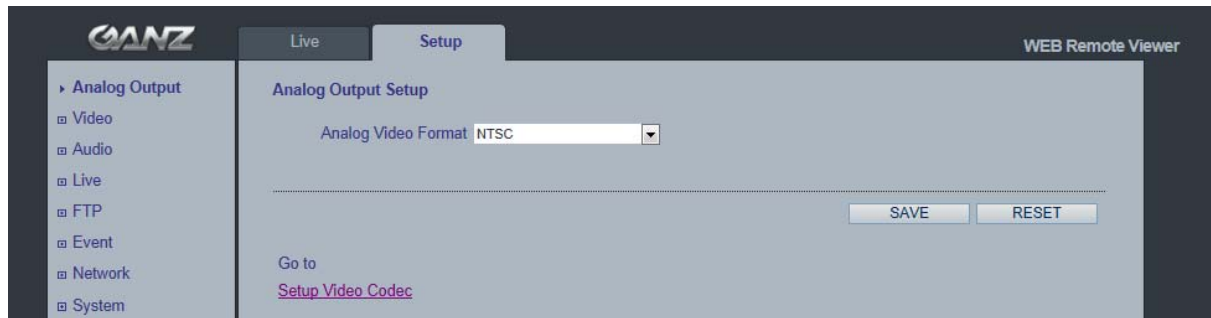 GANZ
Live
Setup
WEB Remote Viewer
Analog Output
Video
Audio
Live
FTP
Event
Network
System
Analog Output Setup
Analog Video Format NTSC
SAVE
RESET
Go to
Setup Video Codec